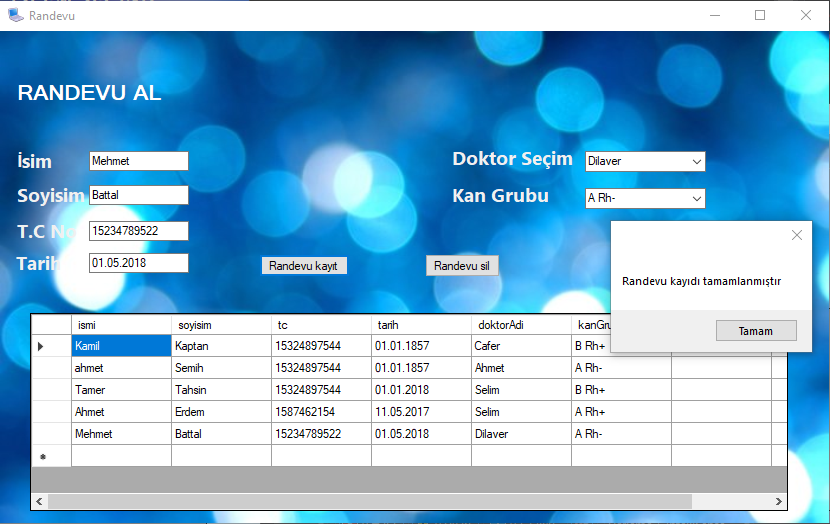 Randevu
RANDEVU AL
İsim Mehmet Doktor Seçim Dilaver
Soyisim Battal Kan Grubu A Rh-
T.C No 15234789522
Tarih 01.05.2018 Randevu kayıt Randevu sil
Randevu kayıdı tamamlanmıştır
Tamam
ismi soyisim tc tarih doktorAdi kanGru
Kamil Kaptan 15324897544 01.01.1857 Cafer B Rh+
ahmet Semih 15324897544 01.01.1857 Ahmet A Rh-
Tamer Tahsin 15324897544 01.01.2018 Selim B Rh+
Ahmet Erdem 1587462154 11.05.2017 Selim A Rh+
Mehmet Battal 15234789522 01.05.2018 Dilaver A Rh-